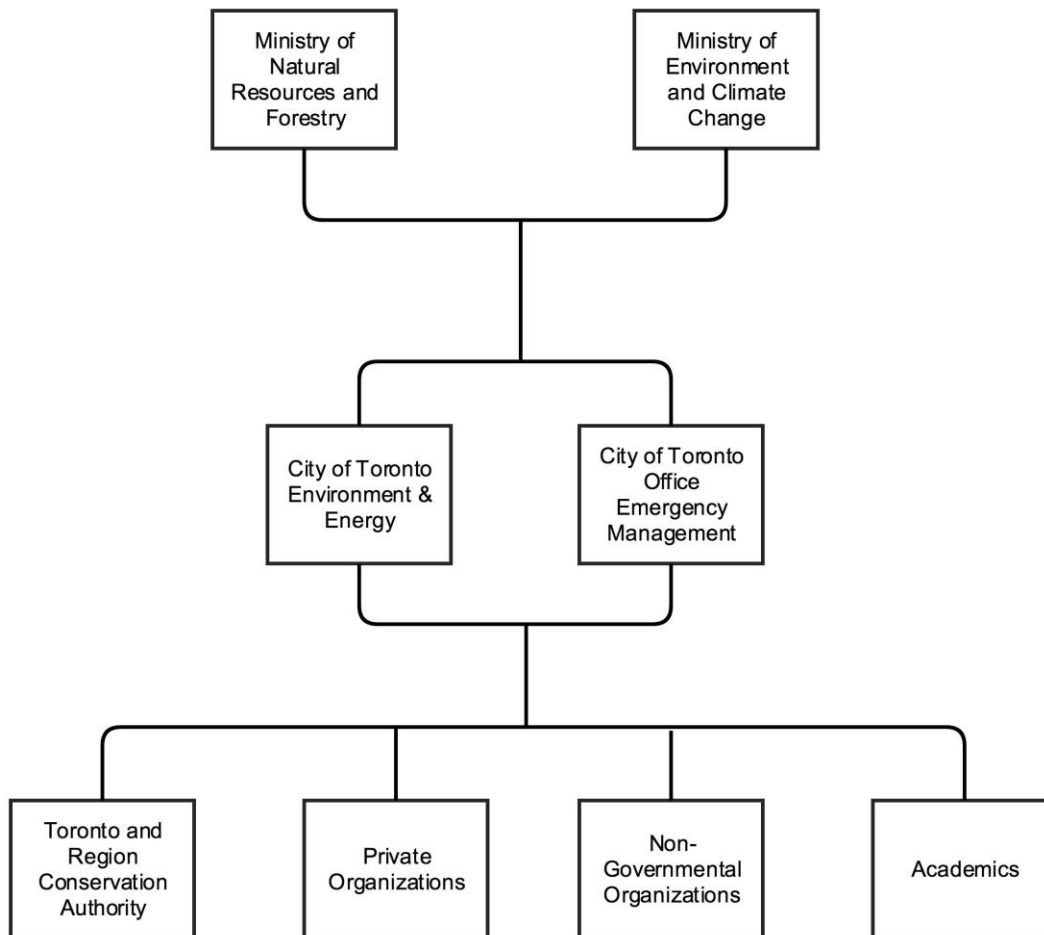 Ministry of
Natural
Resources and
Forestry
Ministry of
Environment
and Climate
Change
City of Toronto
Environment &
Energy
City of Toronto
Office
Emergency
Management
Toronto and
Region
Conservation
Authority
Private
Organizations
Non-
Governmental
Organizations
Academics